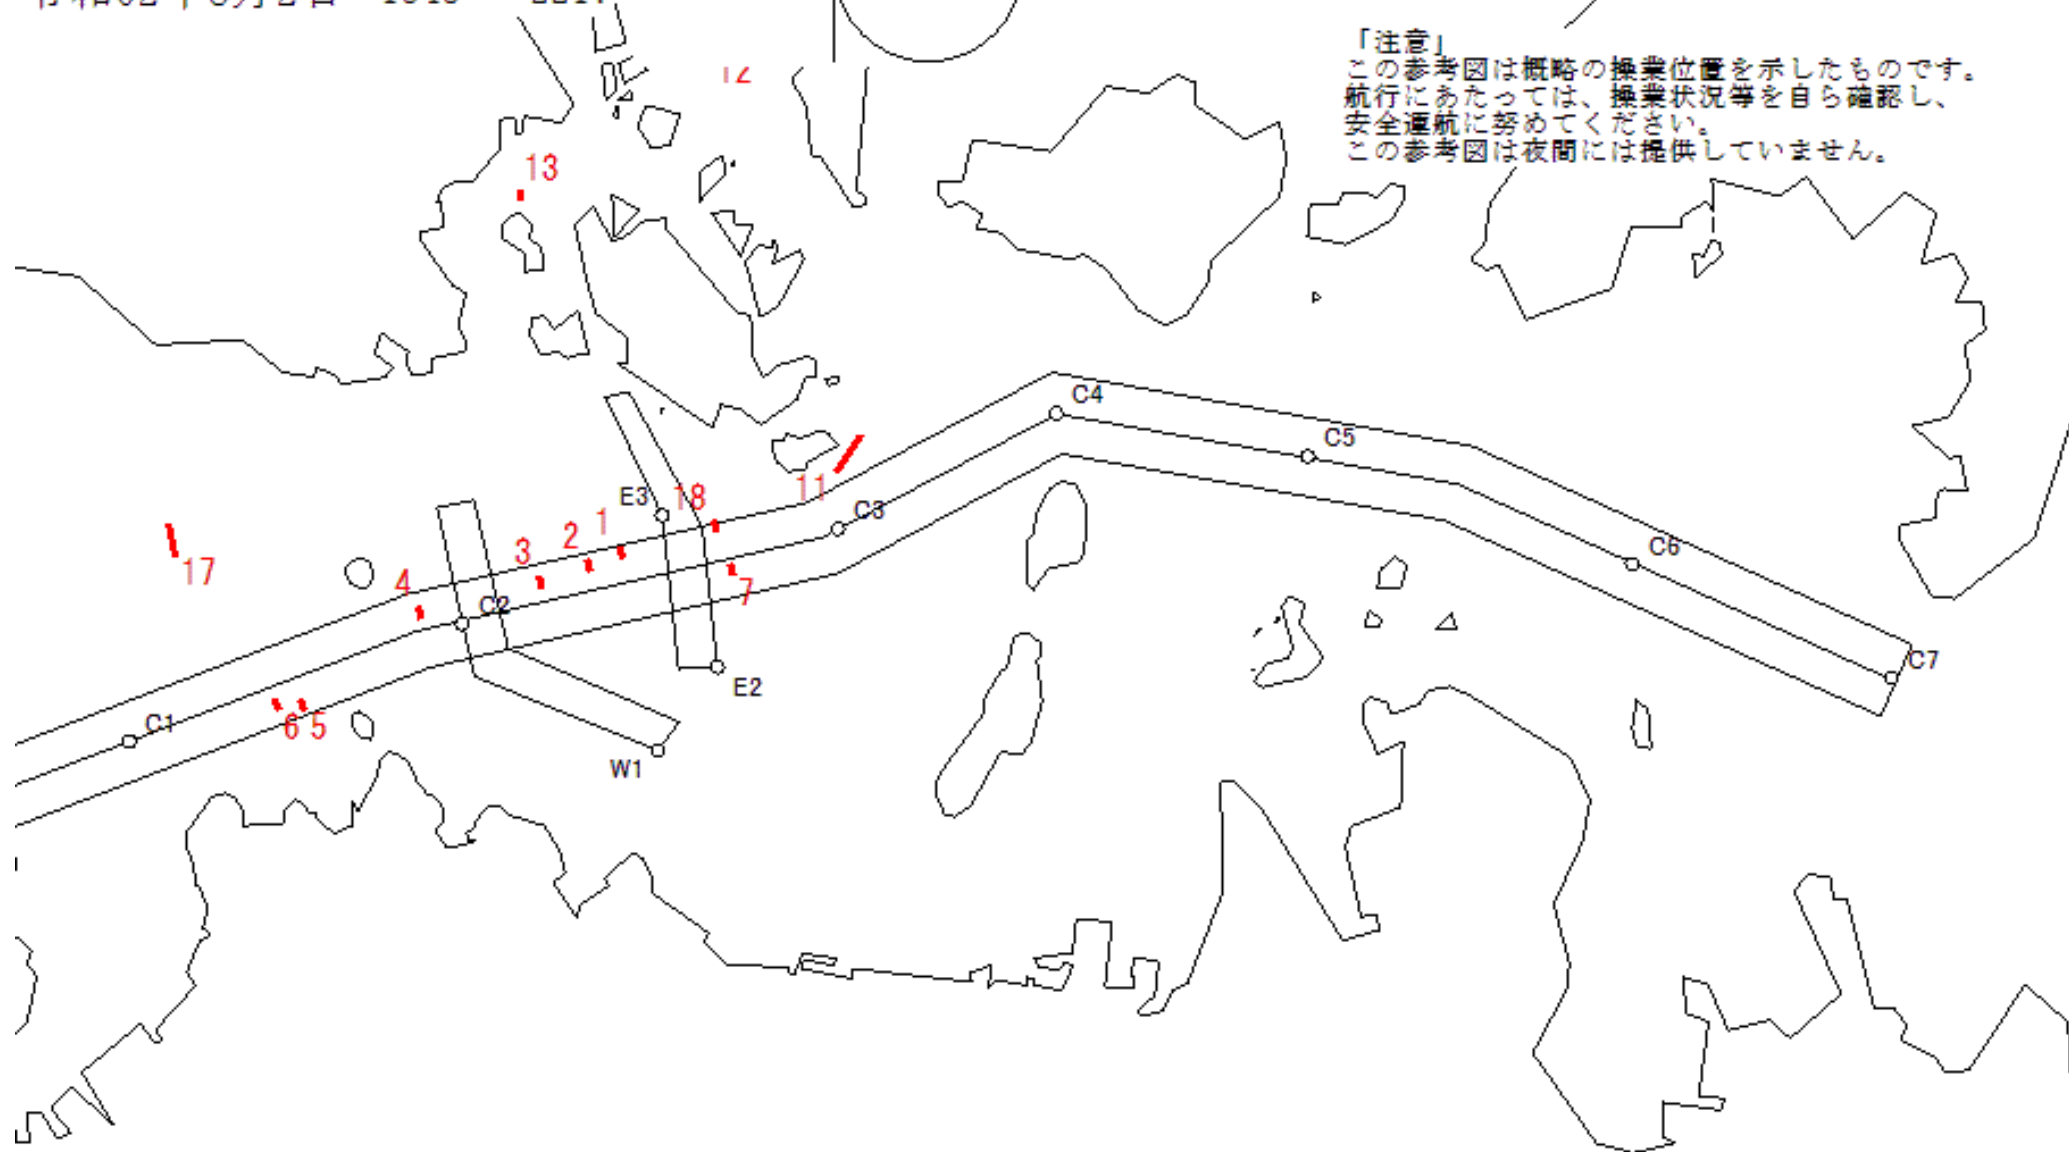 「注意」
この参考図は概略の操業位置を示したものです。
航行にあたっては、操業状況等を自ら確認し、
安全運航に努めてください。
この参考図は夜間には提供していません。
12
13
C4
C5
E3
18
11
C3
1
2
3
17
4
C2
7
C6
E2
C7
C1
6
5
W1